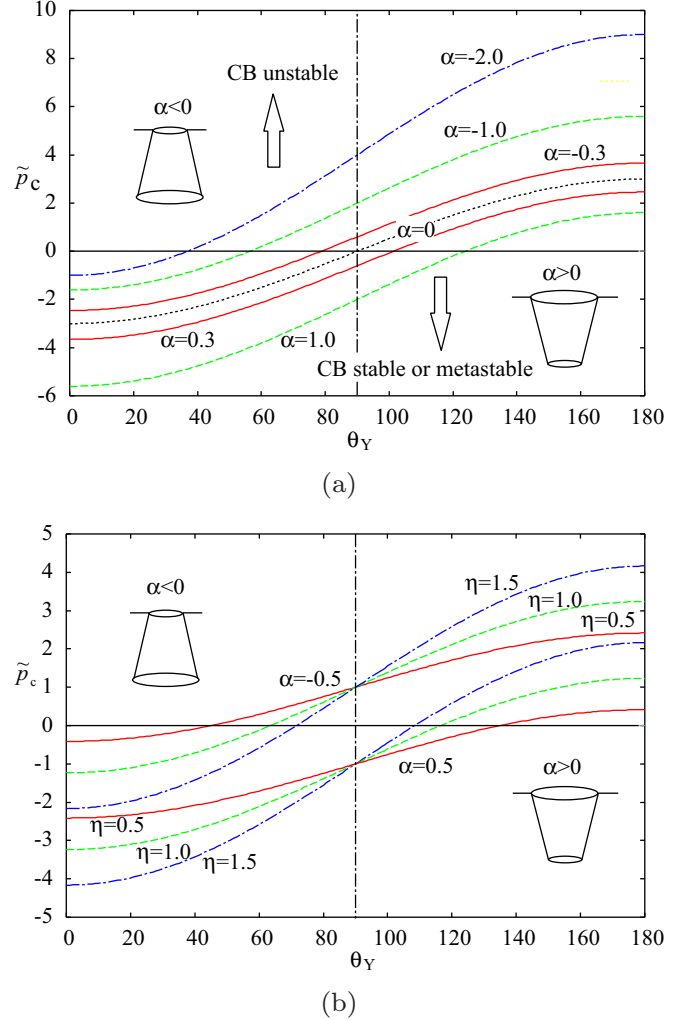 10
8
6
4
2
0
-2
-4
-6
p̃c
CB unstable
α<0
α=-2.0
α=-1.0
α=-0.3
α=0
α>0
α=0.3
α=1.0
CB stable or metastable
0 20 40 60 80 100 120 140 160 180
θY
(a)
5
4
3
2
1
0
-1
-2
-3
-4
-5
p̃c
α<0
η=1.5
η=1.0
η=0.5
α=-0.5
α=0.5
α>0
η=0.5
η=1.0
η=1.5
0 20 40 60 80 100 120 140 160 180
θY
(b)